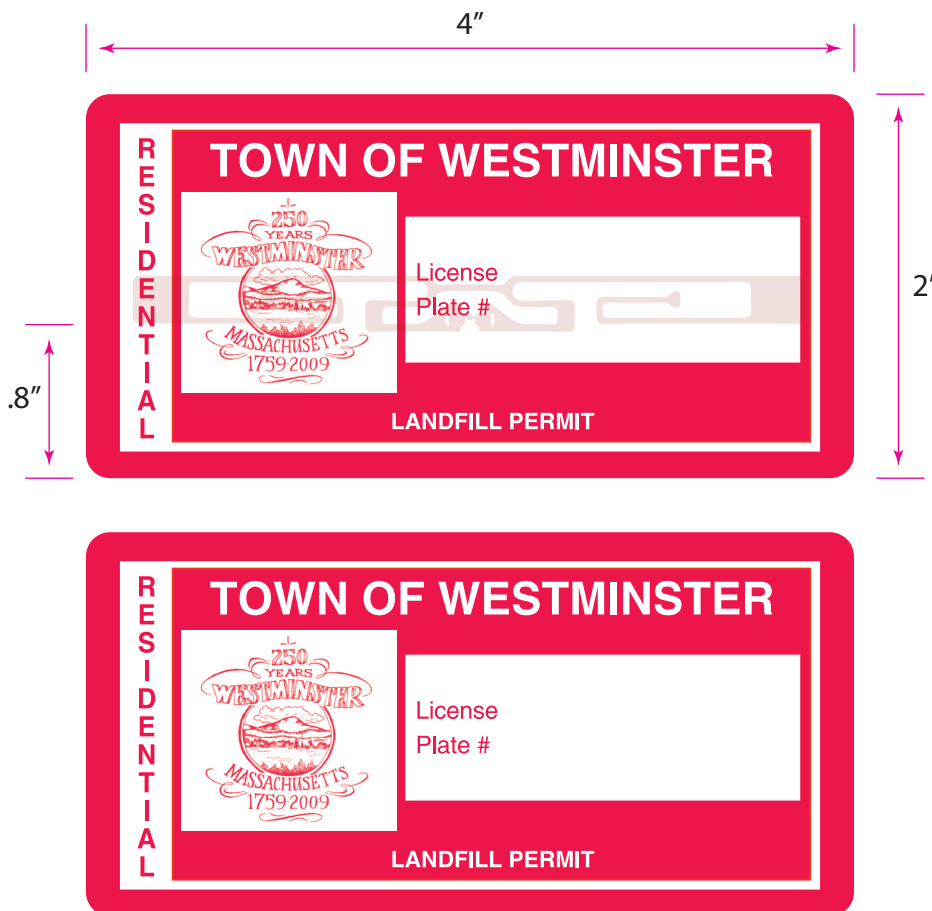 4”
TOWN OF WESTMINSTER
RESIDENTIAL
250
YEARS
WESTMINSTER
MASSACHUSETTS
1759·2009
License
Plate #
LANDFILL PERMIT
2”
.8”
TOWN OF WESTMINSTER
RESIDENTIAL
250
YEARS
WESTMINSTER
MASSACHUSETTS
1759·2009
License
Plate #
LANDFILL PERMIT